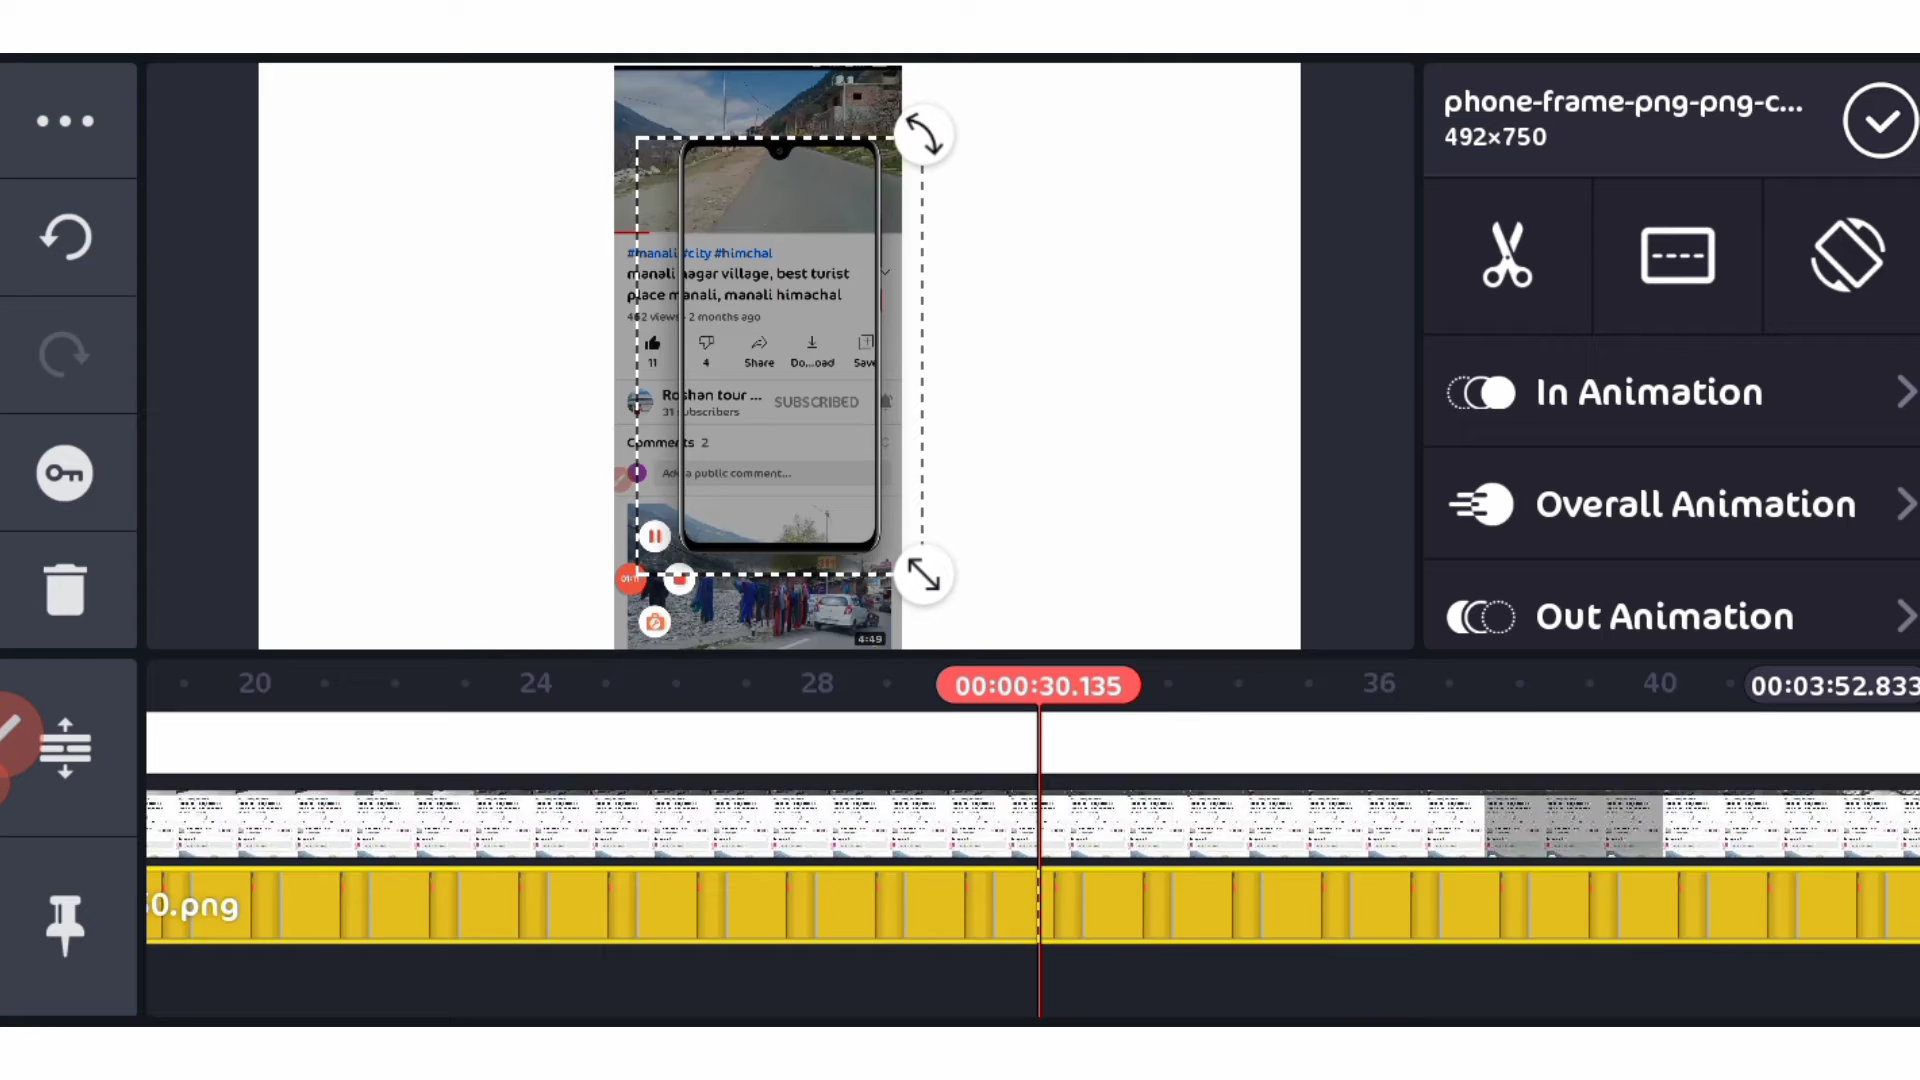 phone-frame-png-png-c...
492×750
#manali #city #himchal
manali nagar village, best turist
place manali, manali himachal
462 views · 2 months ago
11
4
Share
Do...oad
Save
Roshan tour ...
31 subscribers
SUBSCRIBED
Comments 2
Add a public comment...
01:11
4:49
In Animation
Overall Animation
Out Animation
20
24
28
00:00:30.135
36
40
00:03:52.833
0.png